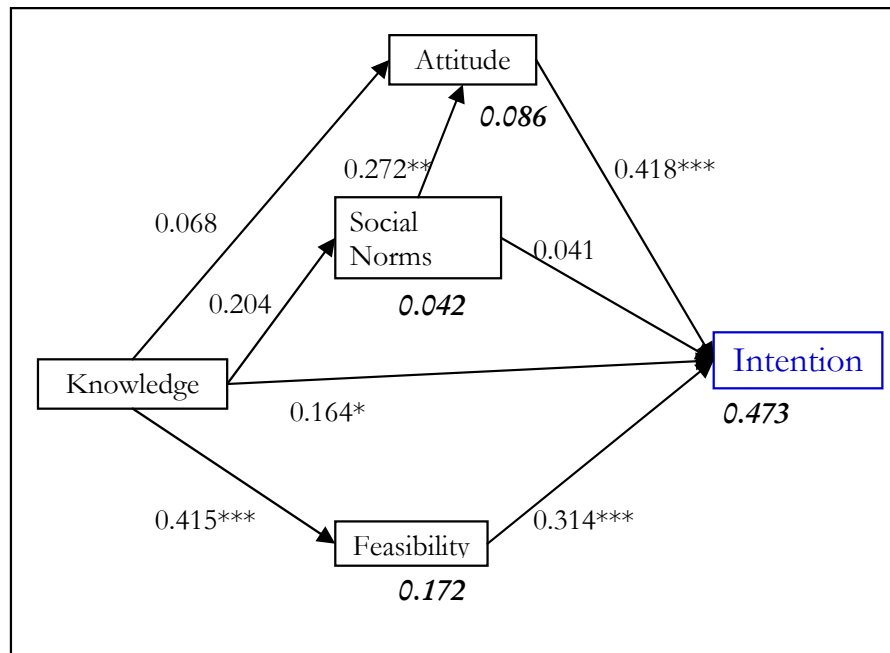 Attitude
0.086
0.272**
0.418***
0.068
Social
Norms
0.041
0.204
0.042
Intention
Knowledge
0.164*
0.473
0.415***
0.314***
Feasibility
0.172